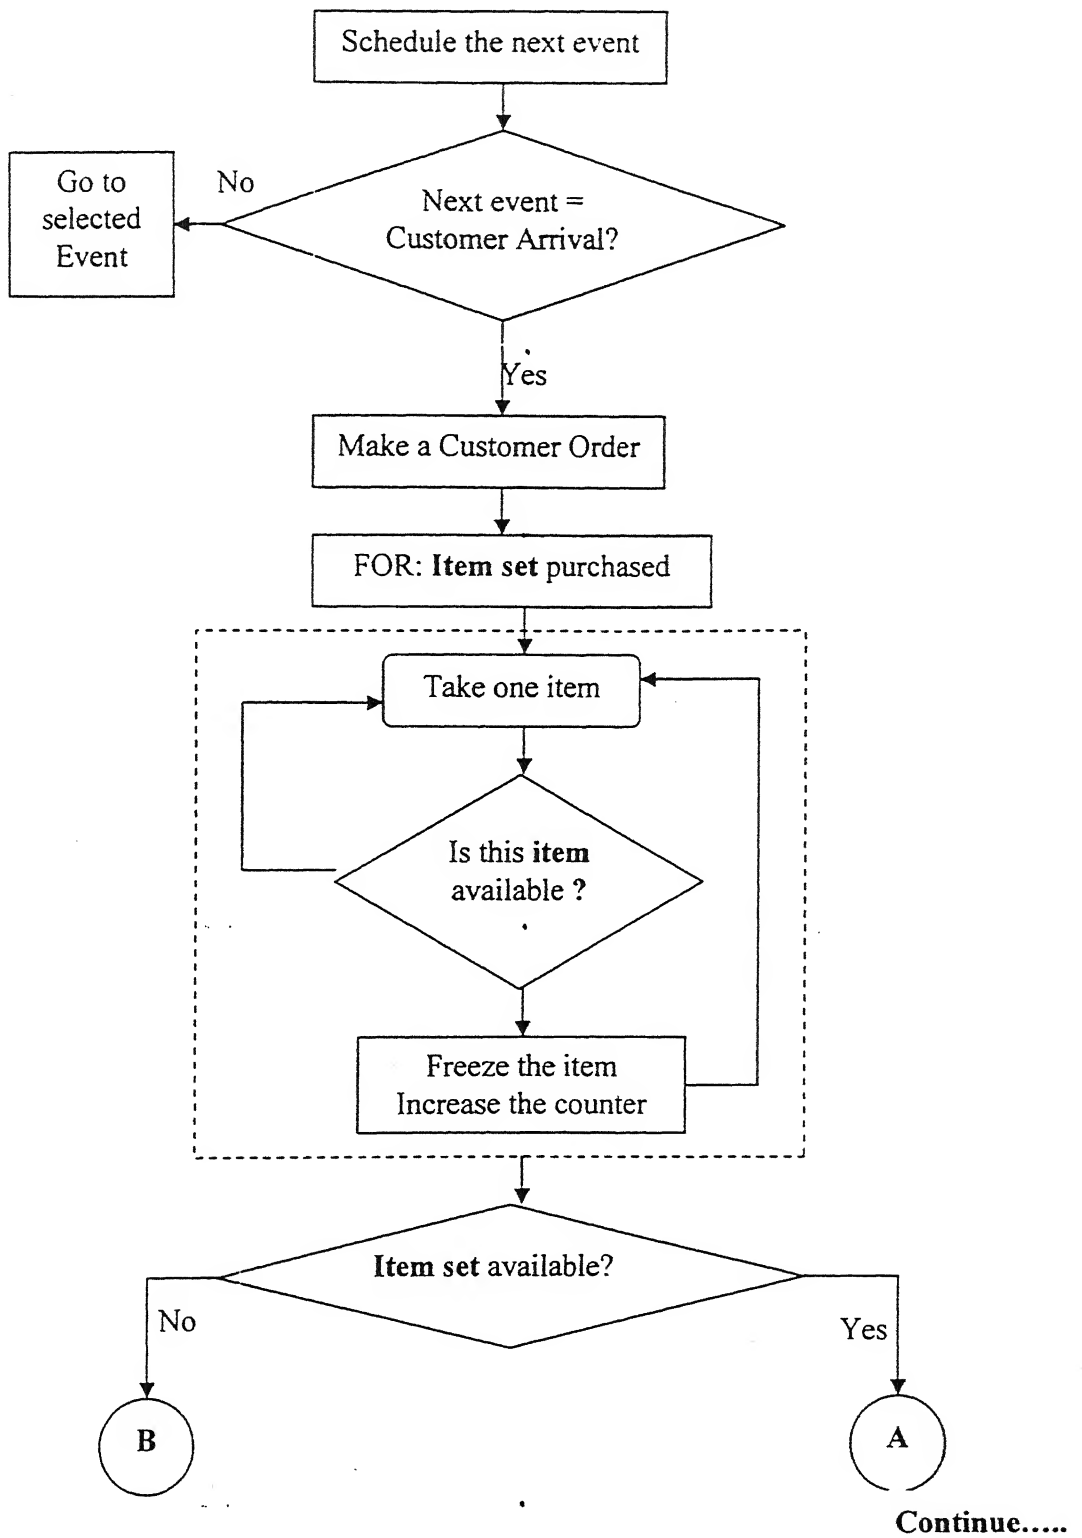 Schedule the next event
No
Go to
selected
Event
Next event =
Customer Arrival?
Yes
Make a Customer Order
FOR: Item set purchased
Take one item
Is this item
available ?
Freeze the item
Increase the counter
Item set available?
No
Yes
B
A
Continue.....